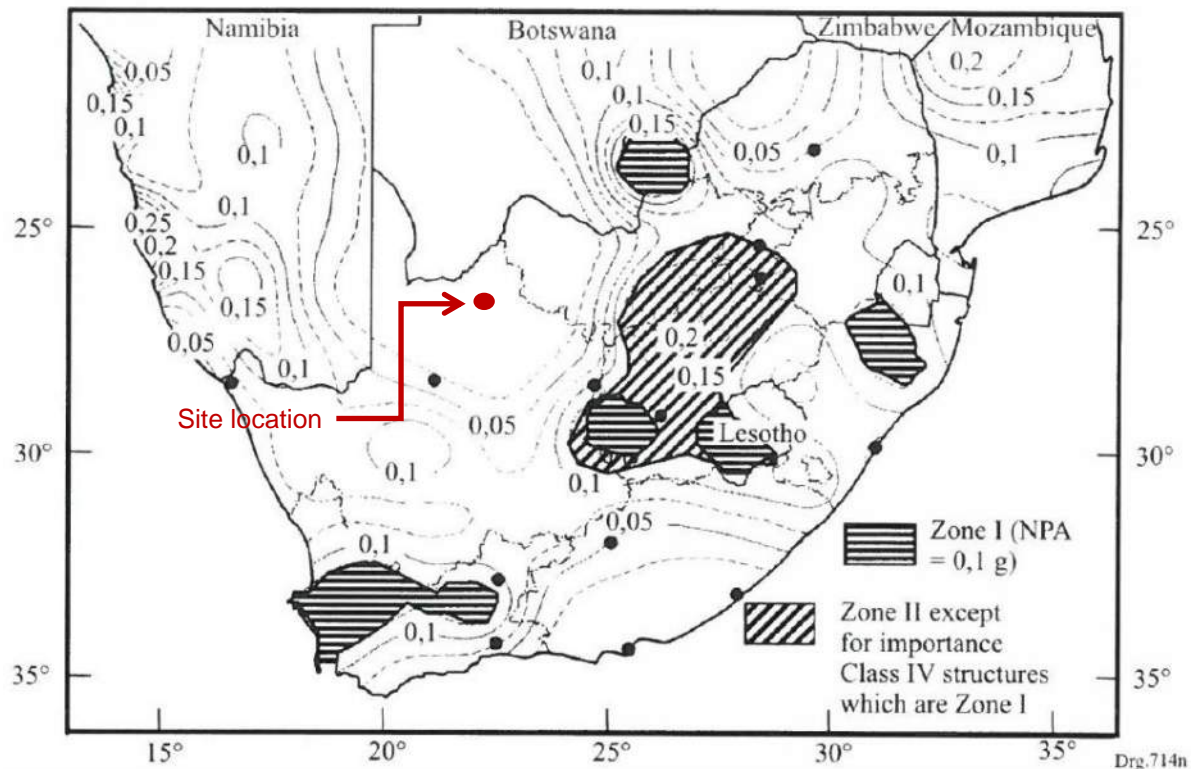 Namibia
Botswana
Zimbabwe
Mozambique
0,05
0,15
0,1
0,1
0,1
0,25
0,2
0,15
0,15
0,05
0,1
0,1
0,1
0,15
0,05
0,2
0,15
0,1
0,1
0,2
0,15
Lesotho
0,05
0,1
0,1
0,05
0,1
0,1
Site location
Zone I (NPA
= 0,1 g)
Zone II except
for importance
Class IV structures
which are Zone I
25°
30°
35°
25°
30°
35°
15°
20°
25°
30°
35°
Drg.714n